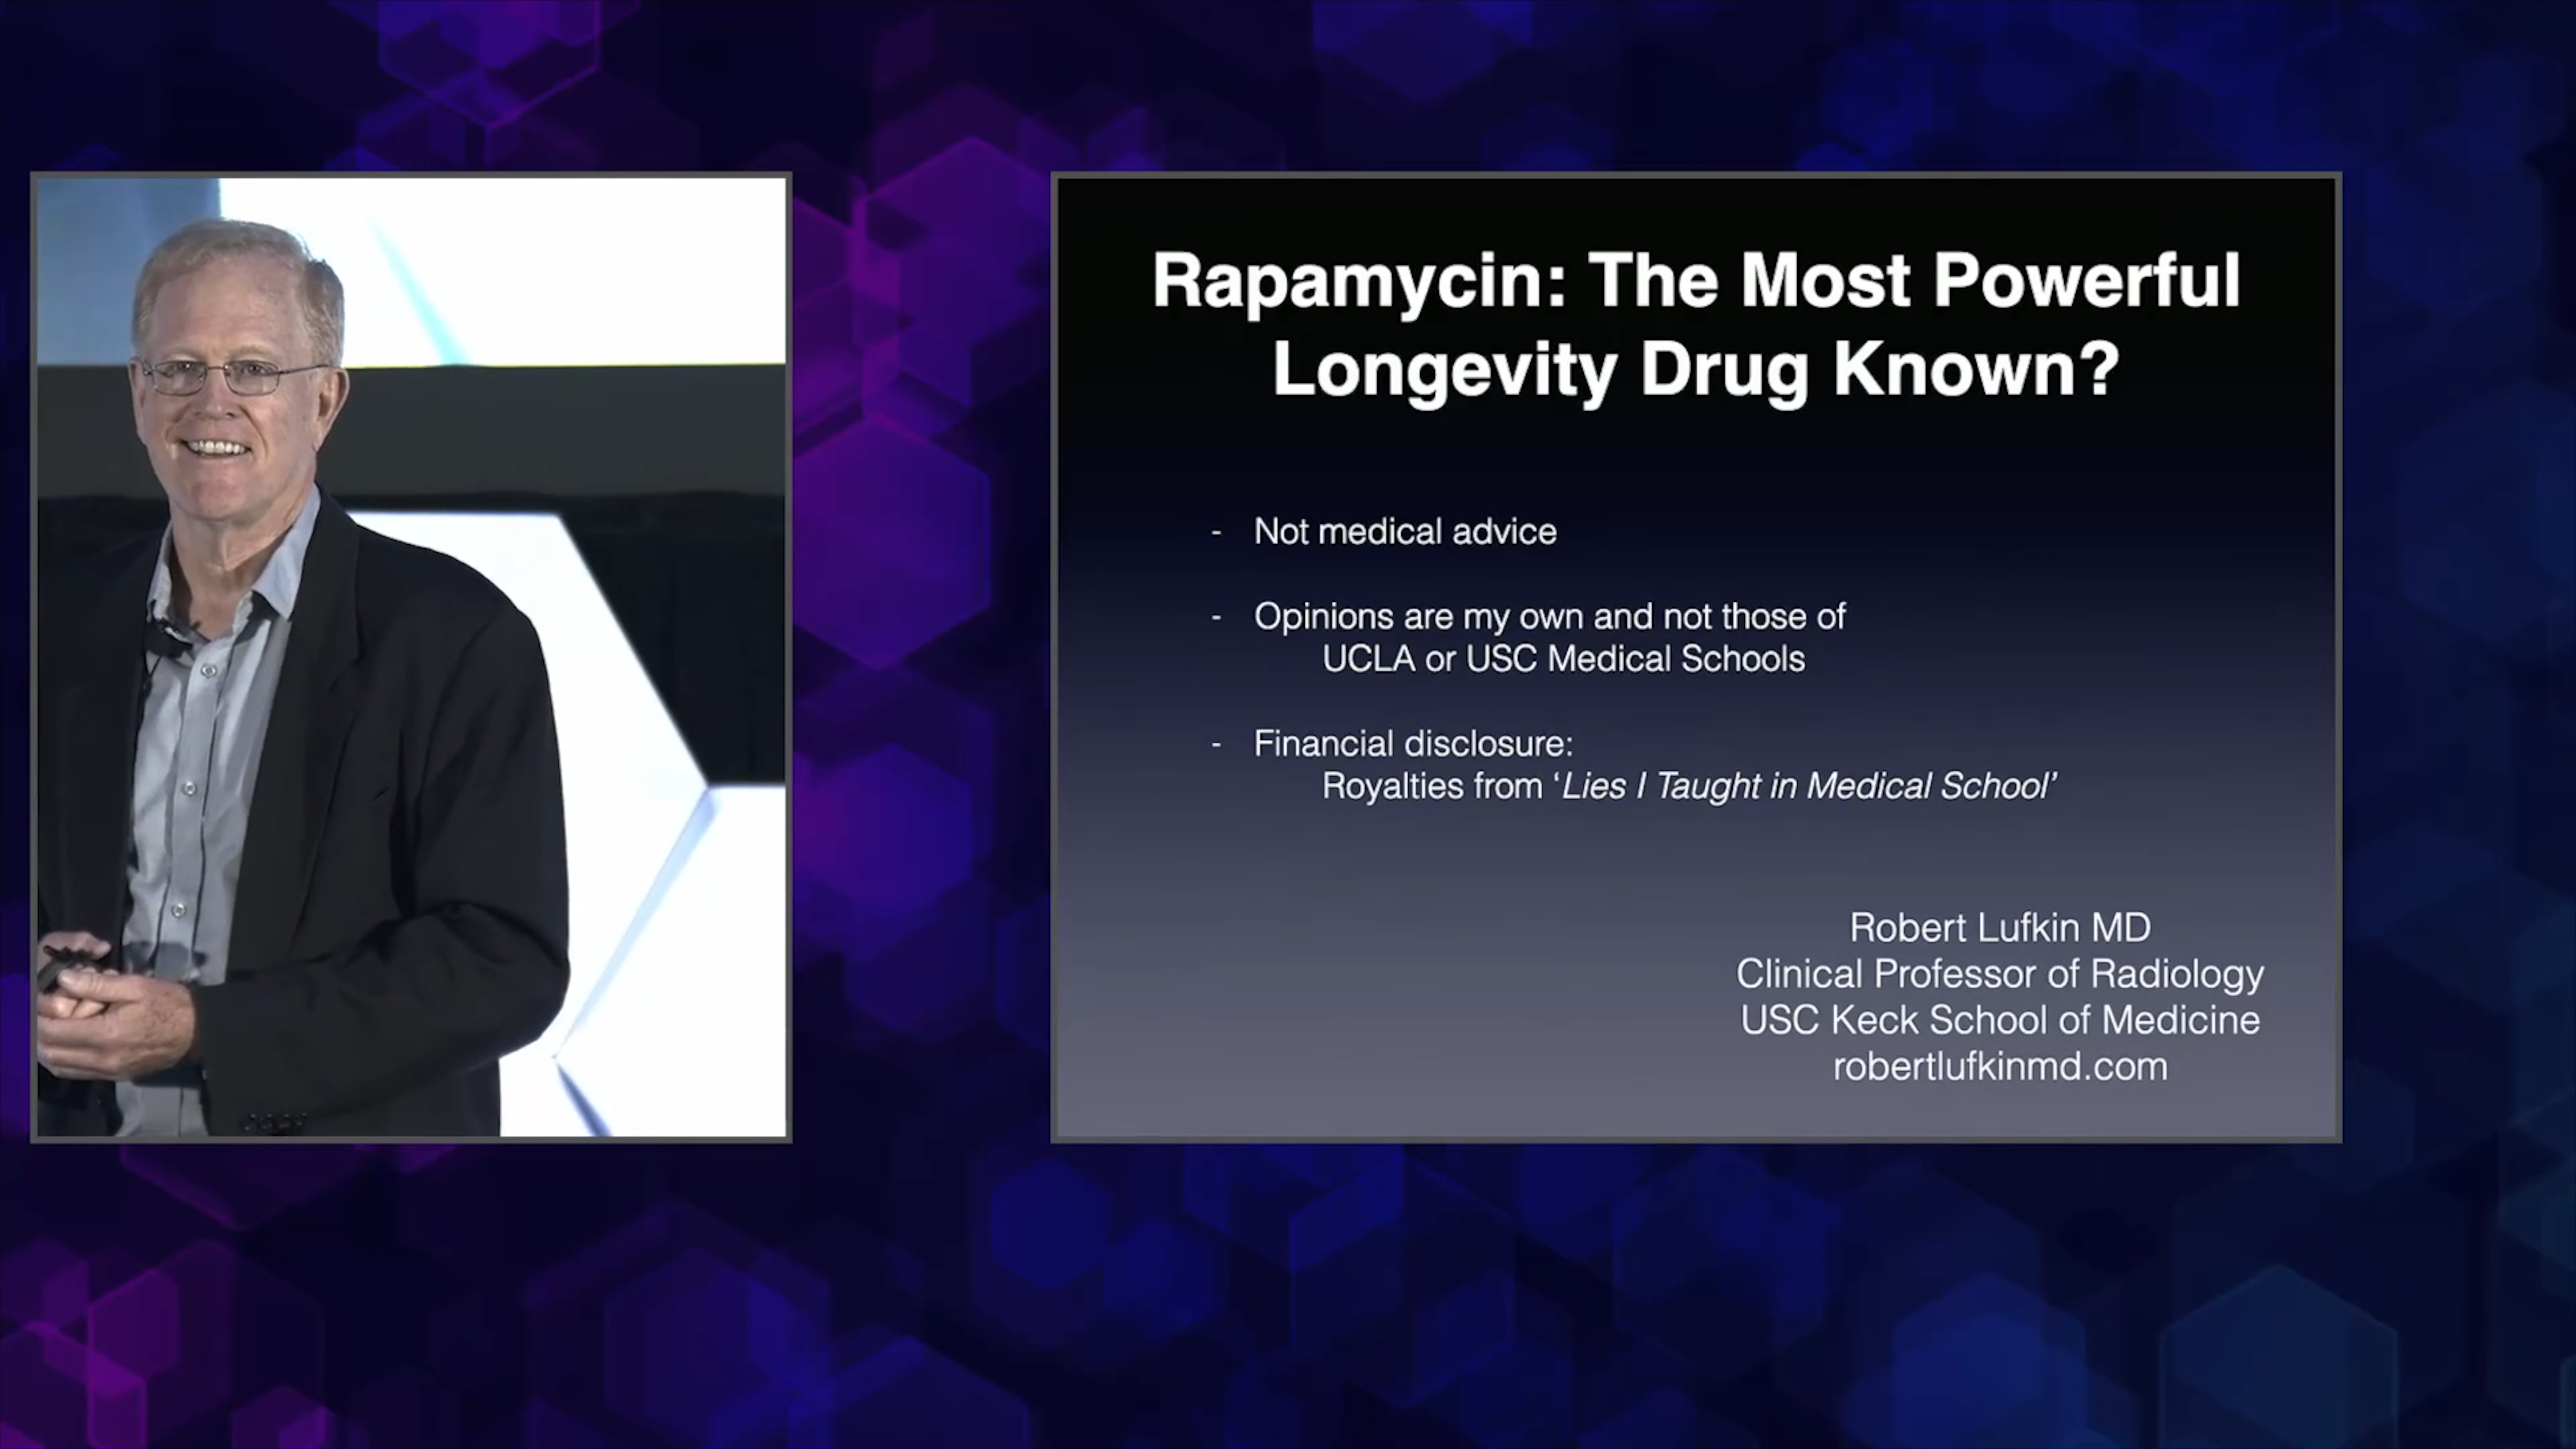 Rapamycin: The Most Powerful
Longevity Drug Known?
- Not medical advice
- Opinions are my own and not those of
UCLA or USC Medical Schools
- Financial disclosure:
Royalties from ‘Lies I Taught in Medical School’
Robert Lufkin MD
Clinical Professor of Radiology
USC Keck School of Medicine
robertlufkinmd.com